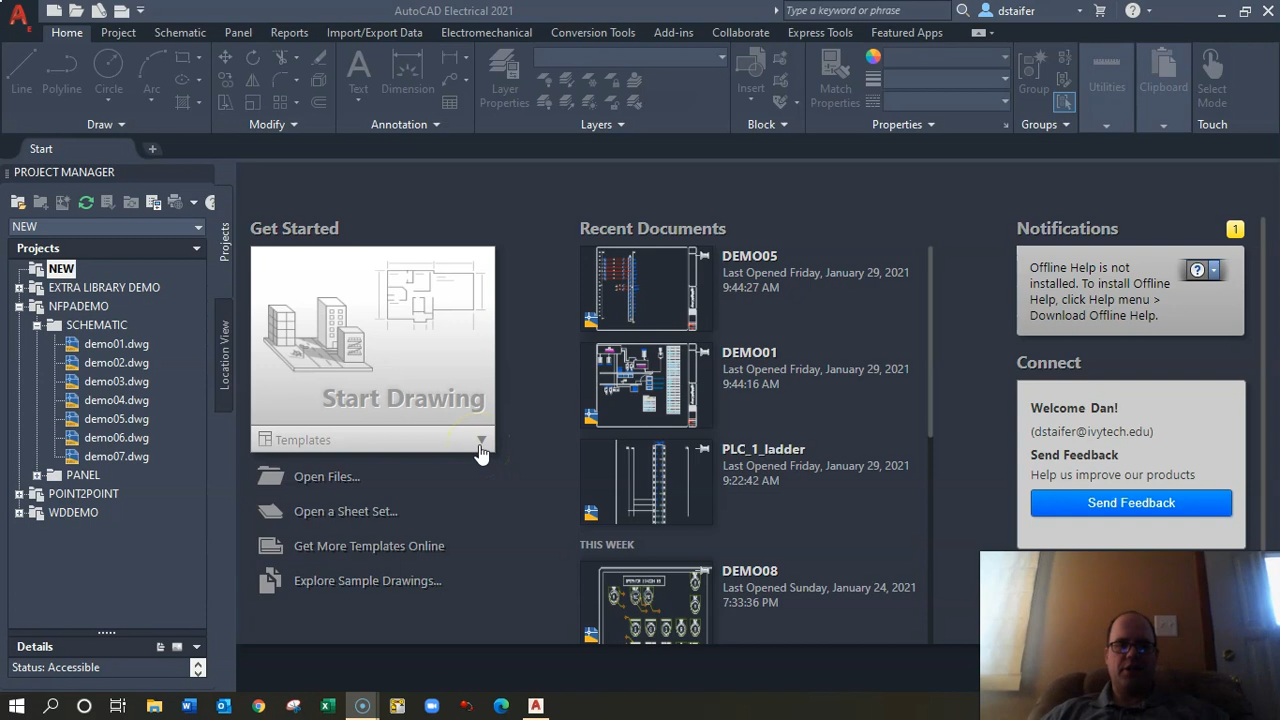 AutoCAD Electrical 2021
Type a keyword or phrase
dstaifer
Home Project Schematic Panel Reports Import/Export Data Electromechanical Conversion Tools Add-ins Collaborate Express Tools Featured Apps
Line Polyline Circle Arc Text Dimension Layer Properties Insert Match Properties Group Utilities Clipboard Select Mode
Draw Modify Annotation Layers Block Properties Groups Touch
Start
PROJECT MANAGER
NEW
Projects
NEW
EXTRA LIBRARY DEMO
NFPADEMO
SCHEMATIC
demo01.dwg
demo02.dwg
demo03.dwg
demo04.dwg
demo05.dwg
demo06.dwg
demo07.dwg
PANEL
POINT2POINT
WDDEMO
Details
Status: Accessible
Projects
Location View
Get Started
Start Drawing
Templates
Open Files...
Open a Sheet Set...
Get More Templates Online
Explore Sample Drawings...
Recent Documents
DEMO05
Last Opened Friday, January 29, 2021
9:44:27 AM
DEMO01
Last Opened Friday, January 29, 2021
9:44:16 AM
PLC_1_ladder
Last Opened Friday, January 29, 2021
9:22:42 AM
THIS WEEK
DEMO08
Last Opened Sunday, January 24, 2021
7:33:36 PM
Notifications 1
Offline Help is not
installed. To install Offline
Help, click Help menu >
Download Offline Help.
Connect
Welcome Dan!
(dstaifer@ivytech.edu)
Send Feedback
Help us improve our products
Send Feedback